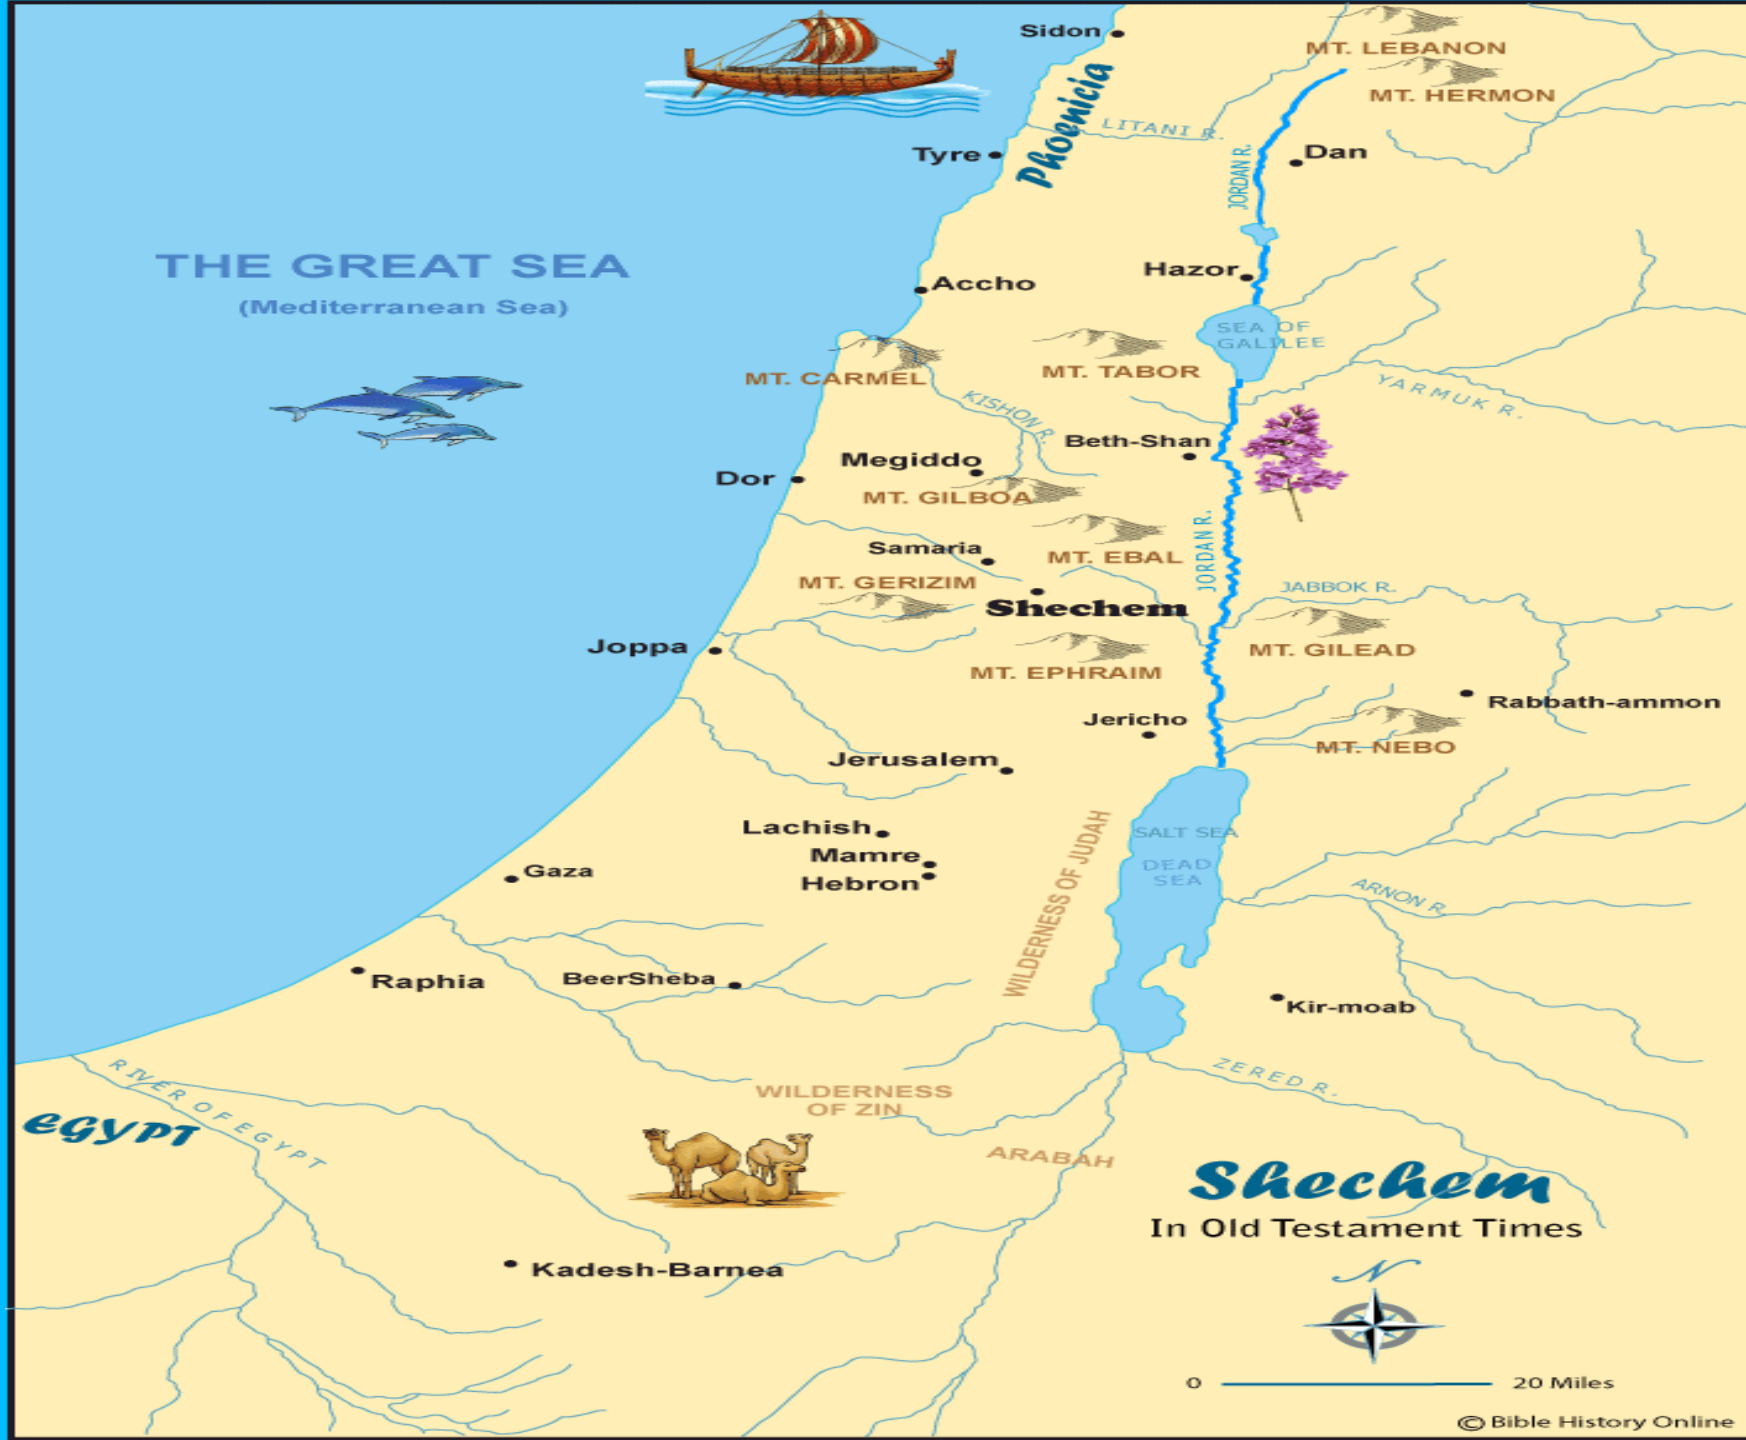 Sidon
MT. LEBANON
Phoenicia
MT. HERMON
LITANI R.
Tyre
Dan
JORDAN R.
THE GREAT SEA
(Mediterranean Sea)
Hazor
Accho
SEA OF
GALILEE
MT. CARMEL
MT. TABOR
YARMUK R.
KISHON R.
Beth-Shan
Megiddo
Dor
MT. GILBOA
JORDAN R.
Samaria
MT. EBAL
MT. GERIZIM
JABBOK R.
Shechem
Joppa
MT. GILEAD
MT. EPHRAIM
Rabbath-ammon
Jericho
MT. NEBO
Jerusalem
Lachish
SALT SEA
Mamre
DEAD
SEA
Gaza
Hebron
WILDERNESS OF JUDAH
ARNON R.
Raphia
BeerSheba
Kir-moab
RIVER OF EGYPT
ZERED R.
WILDERNESS
OF ZIN
EGYPT
ARABAH
Shechem
In Old Testament Times
Kadesh-Barnea
N
0 20 Miles
© Bible History Online